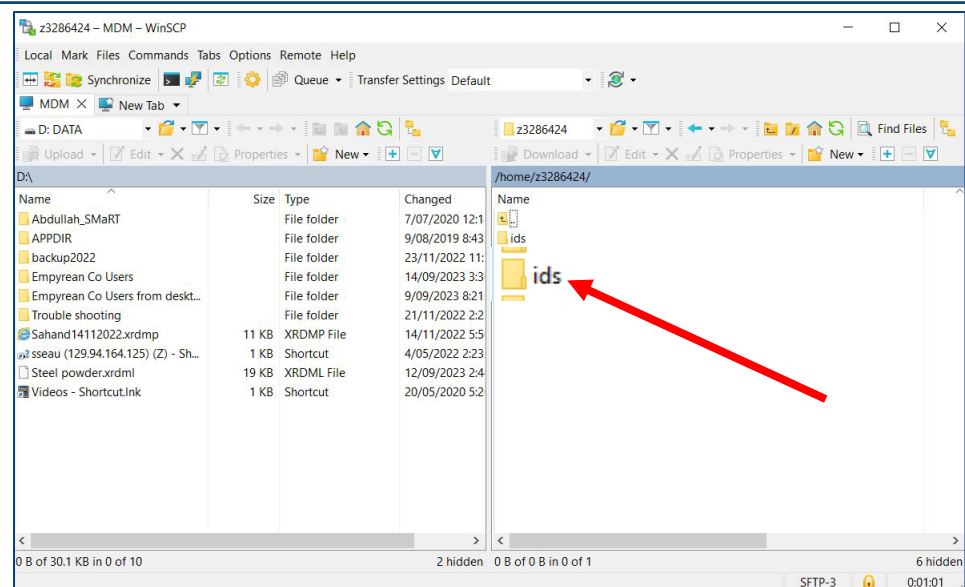 z3286424 – MDM – WinSCP
Local Mark Files Commands Tabs Options Remote Help
Synchronize Queue Transfer Settings Default
MDM New Tab
D: DATA z3286424 Find Files
Upload Edit Properties New Download Edit Properties New
D:\ /home/z3286424/
Name Size Type Changed Name
Abdullah_SMaRT File folder 7/07/2020 12:1 ..
APPDIR File folder 9/08/2019 8:43 ids
backup2022 File folder 23/11/2022 11:
Empyrean Co Users File folder 14/09/2023 3:3 ids
Empyrean Co Users from deskt... File folder 9/09/2023 8:21
Trouble shooting File folder 21/11/2022 2:2
Sahand14112022.xrdmp 11 KB XRDMP File 14/11/2022 5:5
sseau (129.94.164.125) (Z) - Sh... 1 KB Shortcut 4/05/2022 2:23
Steel powder.xrdml 19 KB XRDML File 12/09/2023 2:4
Videos - Shortcut.lnk 1 KB Shortcut 20/05/2020 5:2
0 B of 30.1 KB in 0 of 10 2 hidden 0 B of 0 B in 0 of 1 6 hidden
SFTP-3 0:01:01